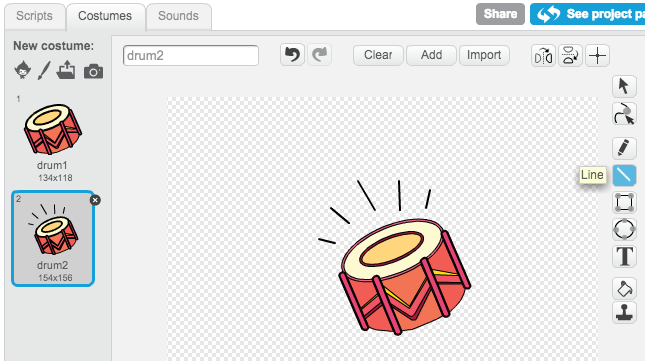 Scripts
Costumes
Sounds
Share
See project pa
New costume:
drum2
Clear
Add
Import
1
drum1
134x118
2
drum2
154x156
Line
T